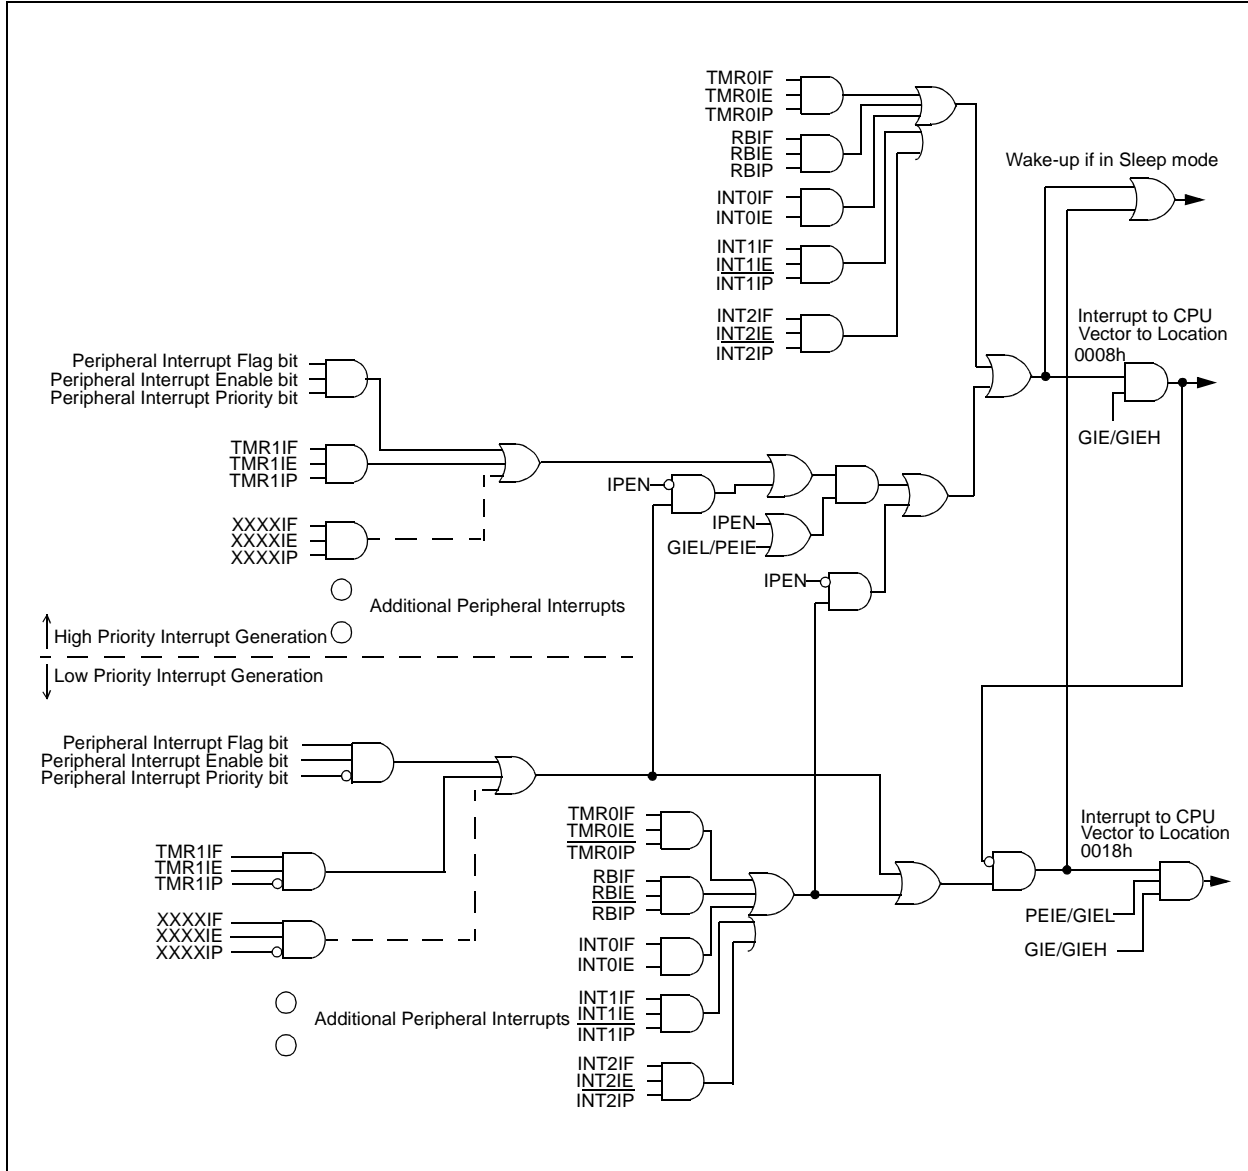 TMR0IF
TMR0IE
TMR0IP
RBIF
RBIE
RBIP
INT0IF
INT0IE
INT1IF
INT1IE
INT1IP
INT2IF
INT2IE
INT2IP
Wake-up if in Sleep mode
Interrupt to CPU
Vector to Location
0008h
GIE/GIEH
Peripheral Interrupt Flag bit
Peripheral Interrupt Enable bit
Peripheral Interrupt Priority bit
TMR1IF
TMR1IE
TMR1IP
XXXXIF
XXXXIE
XXXXIP
IPEN
IPEN
GIEL/PEIE
IPEN
Additional Peripheral Interrupts
High Priority Interrupt Generation
Low Priority Interrupt Generation
Peripheral Interrupt Flag bit
Peripheral Interrupt Enable bit
Peripheral Interrupt Priority bit
TMR1IF
TMR1IE
TMR1IP
XXXXIF
XXXXIE
XXXXIP
Additional Peripheral Interrupts
TMR0IF
TMR0IE
TMR0IP
RBIF
RBIE
RBIP
INT0IF
INT0IE
INT1IF
INT1IE
INT1IP
INT2IF
INT2IE
INT2IP
Interrupt to CPU
Vector to Location
0018h
PEIE/GIEL
GIE/GIEH